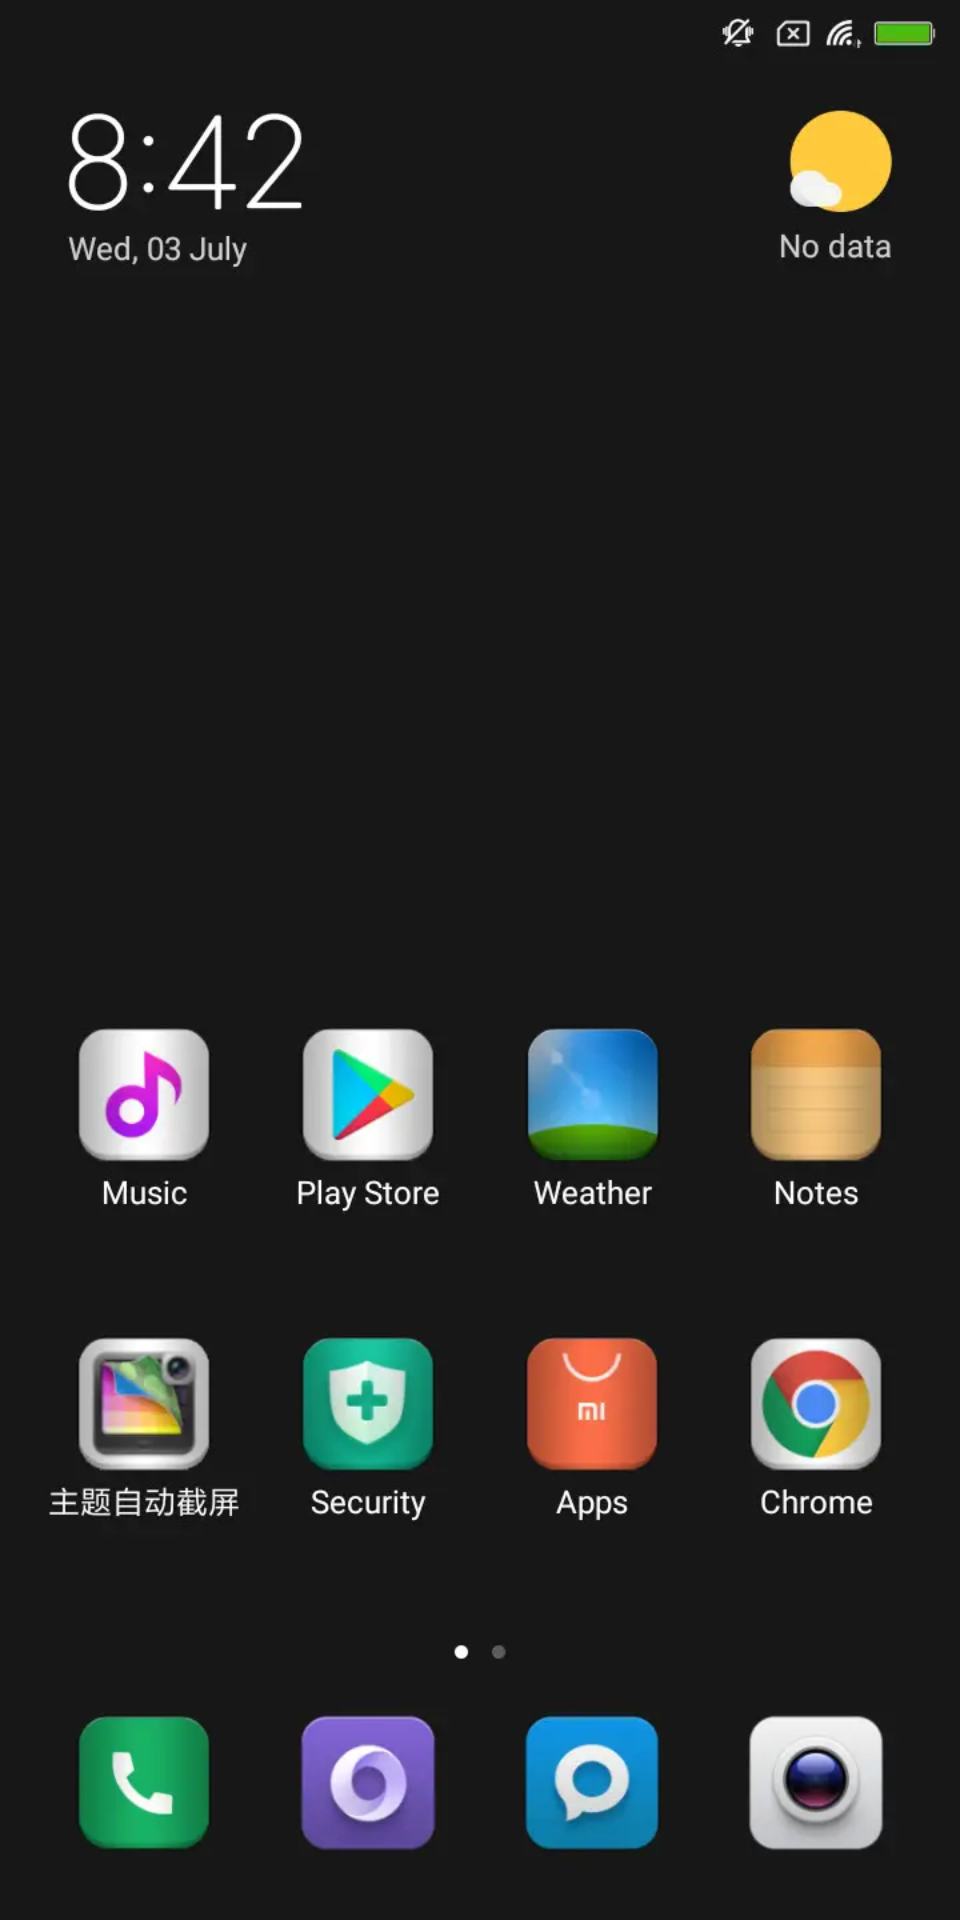 8:42
Wed, 03 July
No data
Music
Play Store
Weather
Notes
mi
主题自动截屏
Security
Apps
Chrome